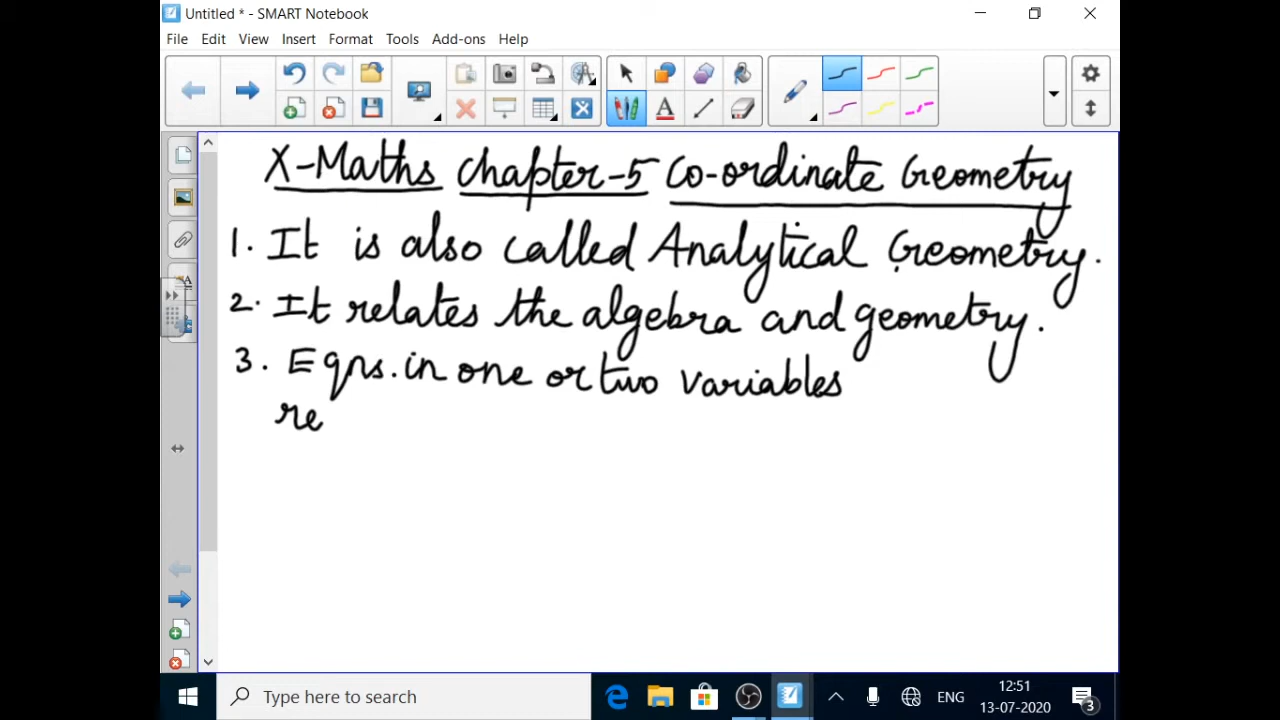 Untitled * - SMART Notebook
File Edit View Insert Format Tools Add-ons Help
X-Maths Chapter-5 Co-ordinate Geometry
1. It is also called Analytical Geometry.
2. It relates the algebra and geometry.
3. Eqns. in one or two variables
re
Type here to search
ENG
12:51
13-07-2020
3